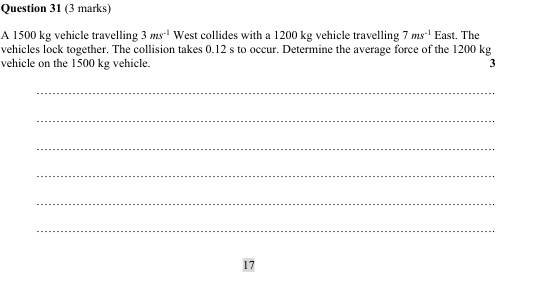 Question 31 (3 marks)
A 1500 kg vehicle travelling 3 ms⁻¹ West collides with a 1200 kg vehicle travelling 7 ms⁻¹ East. The
vehicles lock together. The collision takes 0.12 s to occur. Determine the average force of the 1200 kg
vehicle on the 1500 kg vehicle. 3
17